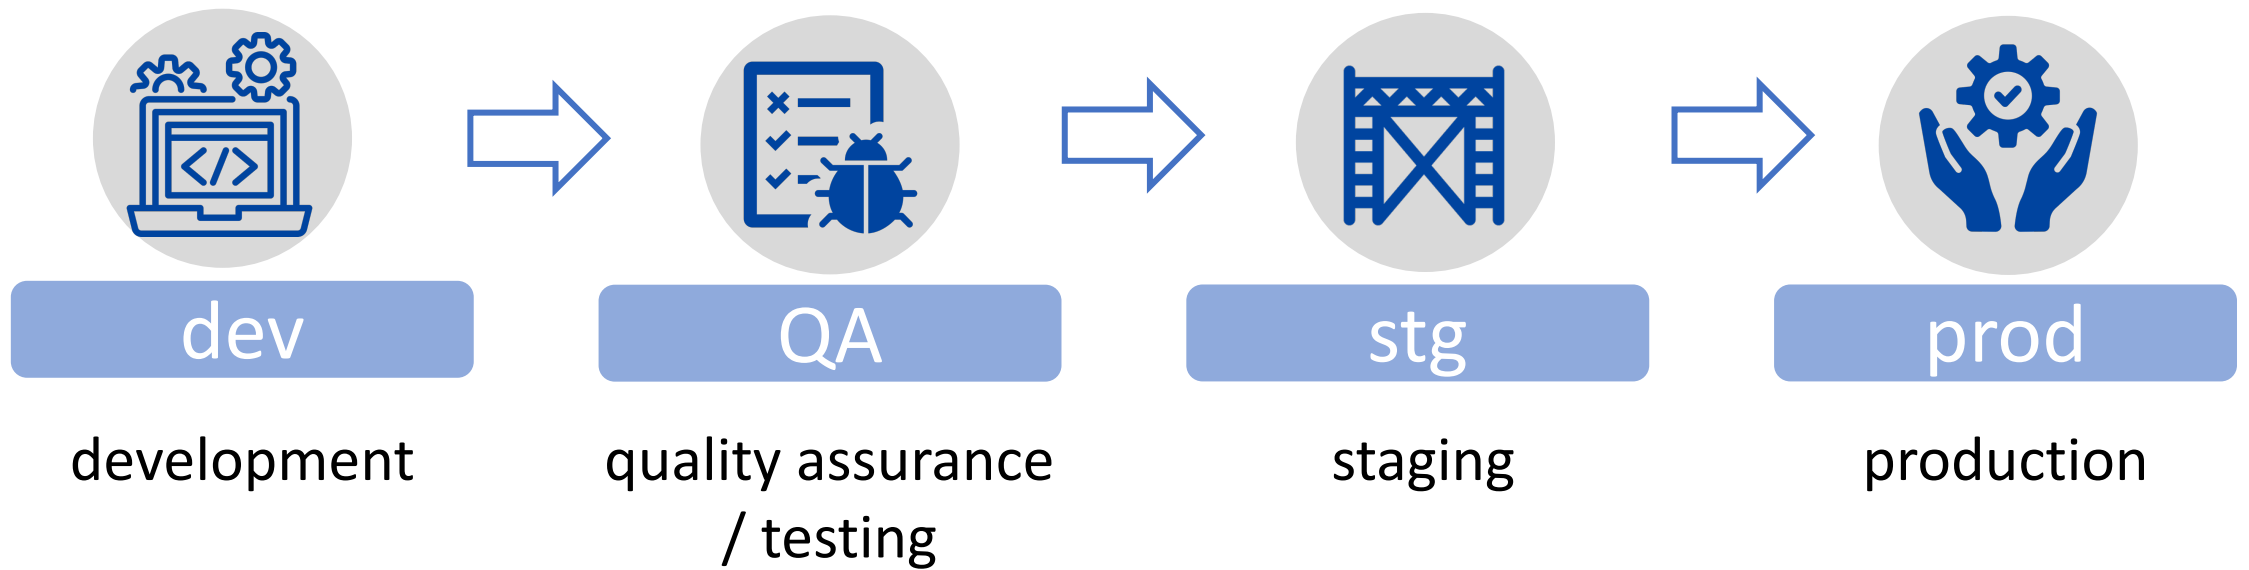 dev
QA
stg
prod
development
quality assurance
/ testing
staging
production